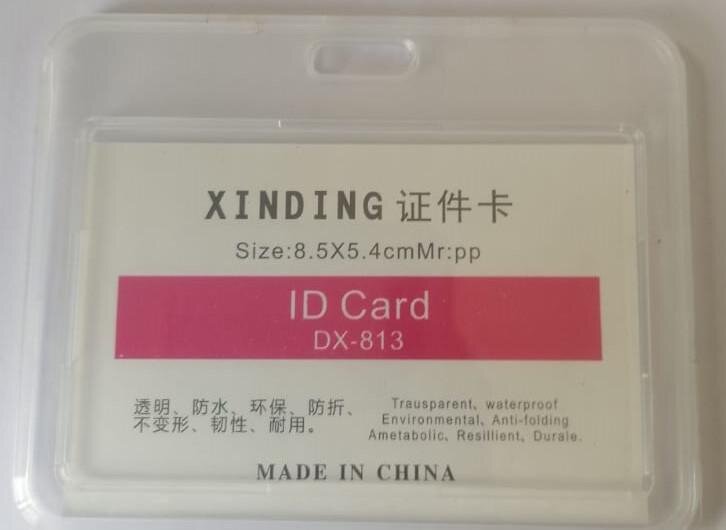 XINDING 证件卡
Size:8.5X5.4cmMr:pp
ID Card
DX-813
透明、防水、环保、防折、
不变形、韧性、耐用。
Trausparent、waterproof
Environmental、Anti-folding
Ametabolic、Resillient、Durale.
MADE IN CHINA